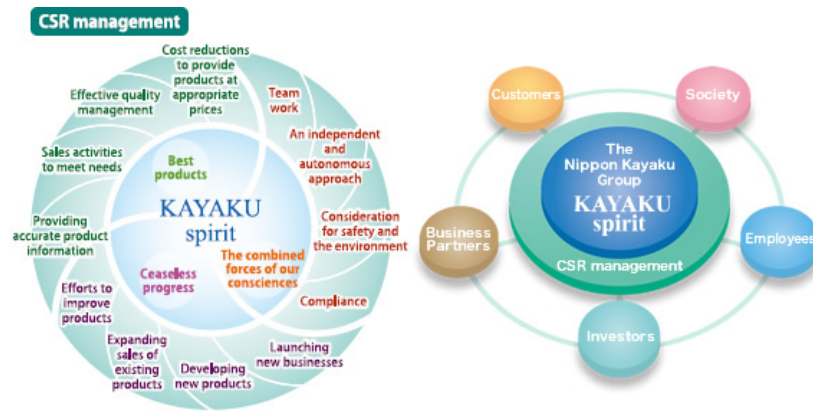 CSR management
Cost reductions
to provide
products at
appropriate
prices
Effective quality
management
Sales activities
to meet needs
Providing
accurate product
information
Efforts to
improve
products
Expanding
sales of
existing
products
Developing
new products
Launching
new businesses
Compliance
Consideration
for safety and
the environment
An independent
and
autonomous
approach
Team
work
Best
products
KAYAKU
spirit
Ceaseless
progress
The combined
forces of our
consciences
Customers
Society
The
Nippon Kayaku
Group
KAYAKU
spirit
CSR management
Business
Partners
Employees
Investors